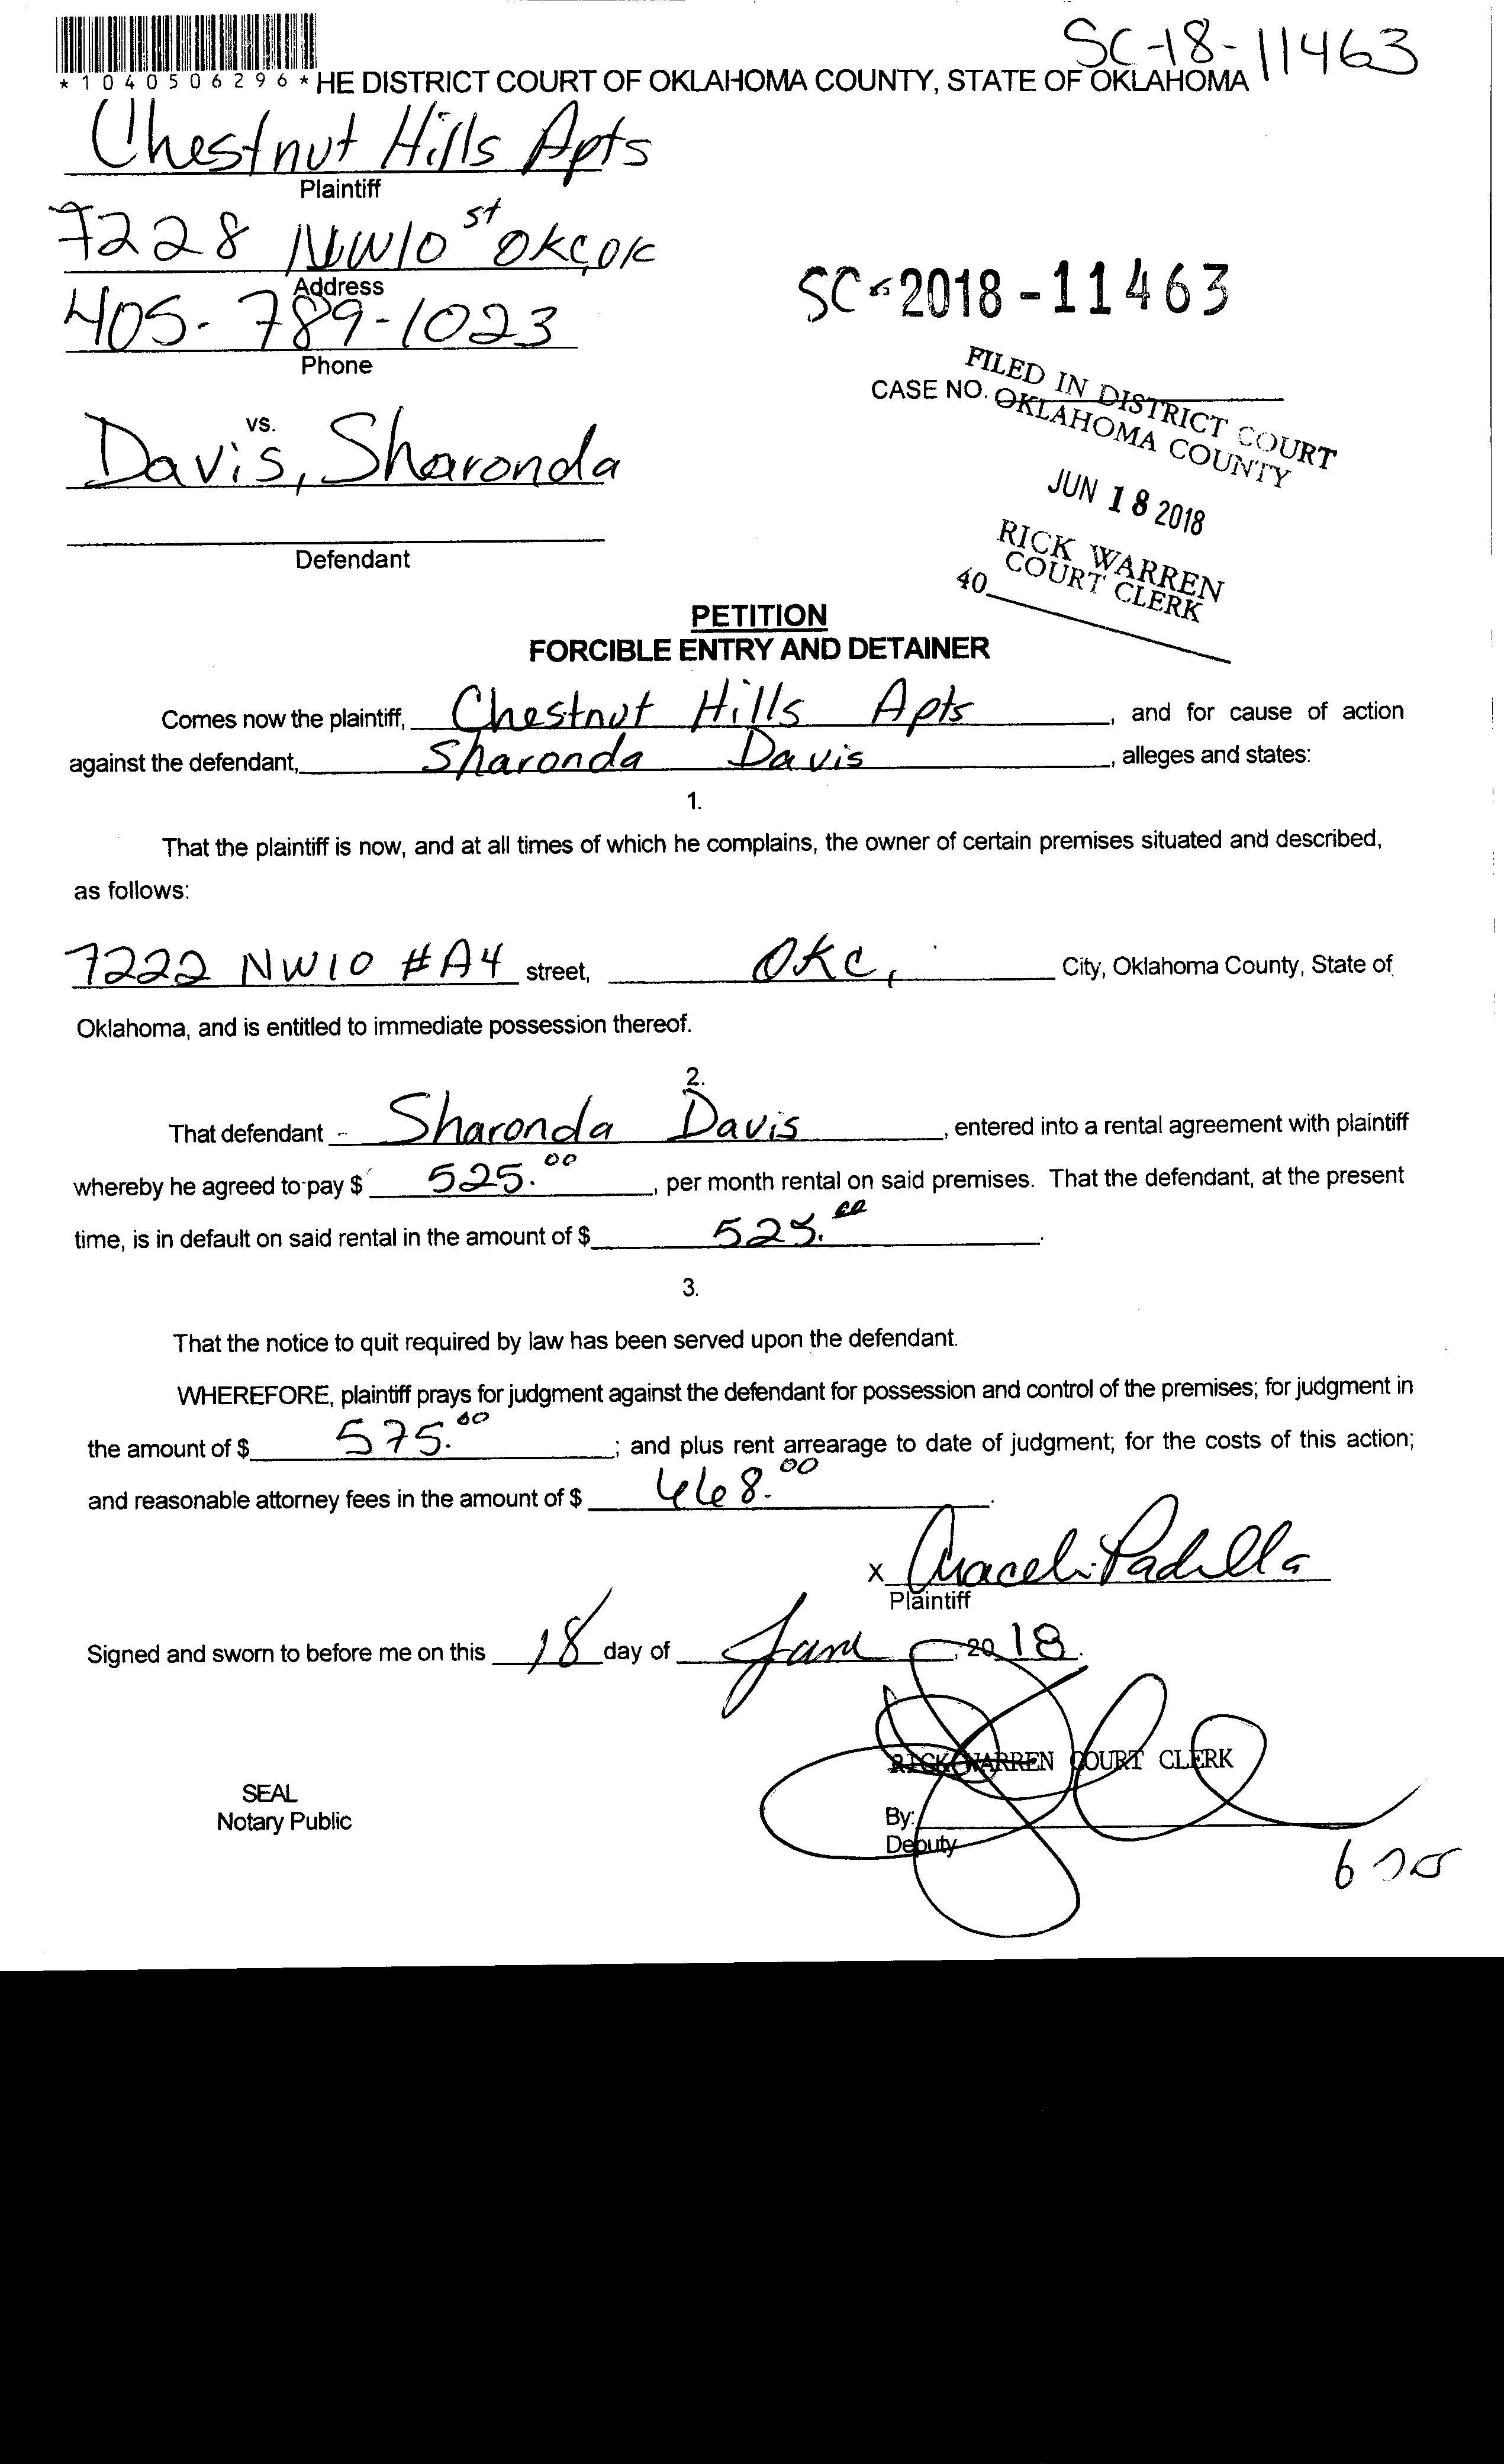 SC-18-11463
*1040506296* HE DISTRICT COURT OF OKLAHOMA COUNTY, STATE OF OKLAHOMA
Chestnut Hills Apts
Plaintiff
7228 NW10 st OKC, OK
Address
405-789-1023
Phone
SC-2018-11463
CASE NO.
FILED IN DISTRICT COURT
OKLAHOMA COUNTY
JUN 18 2018
RICK WARREN
COURT CLERK
40
vs.
Davis, Sharonda
Defendant
PETITION
FORCIBLE ENTRY AND DETAINER
Comes now the plaintiff, Chestnut Hills Apts, and for cause of action
against the defendant, Sharonda Davis, alleges and states:
1.
That the plaintiff is now, and at all times of which he complains, the owner of certain premises situated and described,
as follows:
7222 NW10 #A4 street, OKC, City, Oklahoma County, State of
Oklahoma, and is entitled to immediate possession thereof.
2.
That defendant Sharonda Davis, entered into a rental agreement with plaintiff
whereby he agreed to pay $ 525.00, per month rental on said premises. That the defendant, at the present
time, is in default on said rental in the amount of $ 525.00.
3.
That the notice to quit required by law has been served upon the defendant.
WHEREFORE, plaintiff prays for judgment against the defendant for possession and control of the premises; for judgment in
the amount of $ 575.00; and plus rent arrearage to date of judgment; for the costs of this action;
and reasonable attorney fees in the amount of $
x Araceli Padilla
Plaintiff
Signed and sworn to before me on this 18 day of June, 2018.
RICK WARREN COURT CLERK
SEAL
Notary Public
By:
Deputy